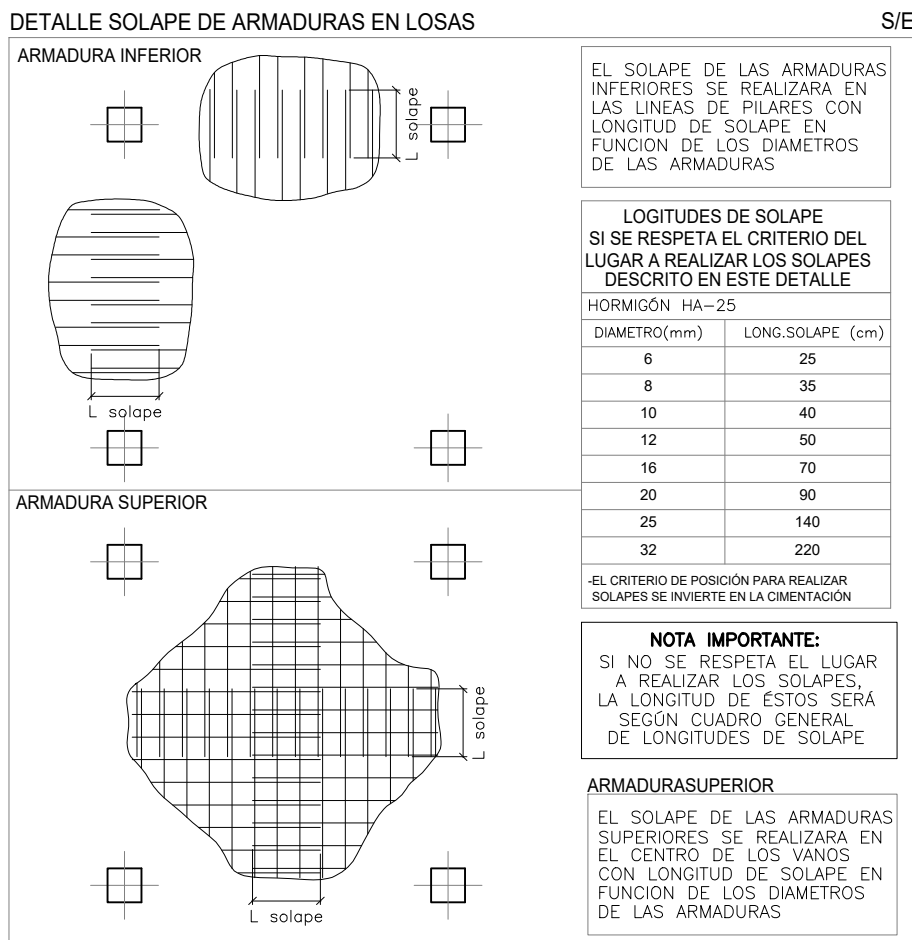 DETALLE SOLAPE DE ARMADURAS EN LOSAS
S/E
ARMADURA INFERIOR
L solape
L solape
EL SOLAPE DE LAS ARMADURAS
INFERIORES SE REALIZARA EN
LAS LINEAS DE PILARES CON
LONGITUD DE SOLAPE EN
FUNCION DE LOS DIAMETROS
DE LAS ARMADURAS
LOGITUDES DE SOLAPE
SI SE RESPETA EL CRITERIO DEL
LUGAR A REALIZAR LOS SOLAPES
DESCRITO EN ESTE DETALLE
HORMIGÓN HA-25
DIAMETRO(mm) LONG.SOLAPE (cm)
6 25
8 35
10 40
12 50
16 70
20 90
25 140
32 220
-EL CRITERIO DE POSICIÓN PARA REALIZAR
SOLAPES SE INVIERTE EN LA CIMENTACIÓN
ARMADURA SUPERIOR
L solape
L solape
NOTA IMPORTANTE:
SI NO SE RESPETA EL LUGAR
A REALIZAR LOS SOLAPES,
LA LONGITUD DE ÉSTOS SERÁ
SEGÚN CUADRO GENERAL
DE LONGITUDES DE SOLAPE
ARMADURASUPERIOR
EL SOLAPE DE LAS ARMADURAS
SUPERIORES SE REALIZARA EN
EL CENTRO DE LOS VANOS
CON LONGITUD DE SOLAPE EN
FUNCION DE LOS DIAMETROS
DE LAS ARMADURAS